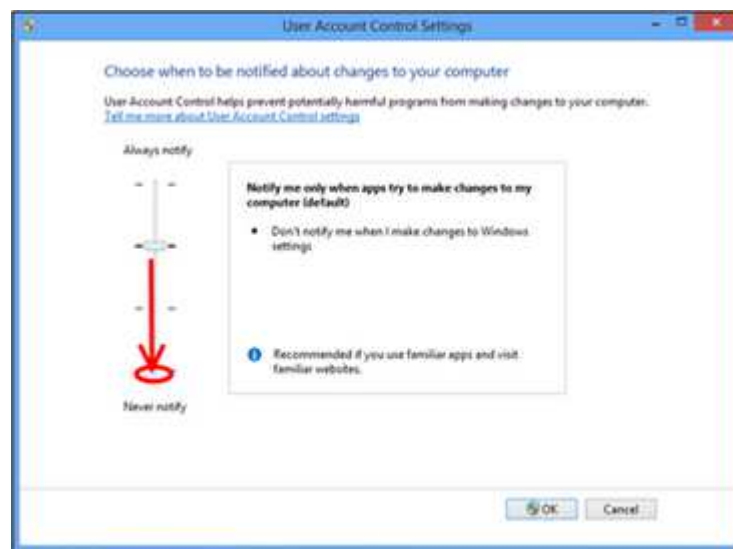 User Account Control Settings
Choose when to be notified about changes to your computer
User Account Control helps prevent potentially harmful programs from making changes to your computer.
Tell me more about User Account Control settings
Always notify
Notify me only when apps try to make changes to my
computer (default)
• Don't notify me when I make changes to Windows
settings
Recommended if you use familiar apps and visit
familiar websites.
Never notify
OK
Cancel